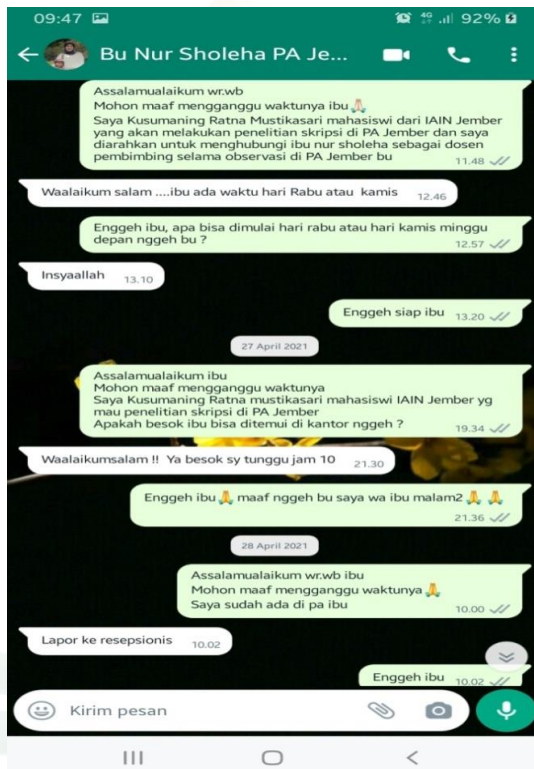 09:47 92%
Bu Nur Sholeha PA Je...
Assalamualaikum wr.wb
Mohon maaf mengganggu waktunya ibu🙏
Saya Kusumaning Ratna Mustikasari mahasiswi dari IAIN Jember
yang akan melakukan penelitian skripsi di PA Jember dan saya
diarahkan untuk menghubungi ibu nur sholeha sebagai dosen
pembimbing selama observasi di PA Jember bu
11.48
Waalaikum salam ....ibu ada waktu hari Rabu atau kamis 12.46
Enggeh ibu, apa bisa dimulai hari rabu atau hari kamis minggu
depan nggeh bu ?
12.57
Insyaallah 13.10
Enggeh siap ibu 13.20
27 April 2021
Assalamualaikum ibu
Mohon maaf mengganggu waktunya
Saya Kusumaning Ratna mustikasari mahasiswi IAIN Jember yg
mau penelitian skripsi di PA Jember
Apakah besok ibu bisa ditemui di kantor nggeh ?
19.34
Waalaikumsalam !! Ya besok sy tunggu jam 10 21.30
Enggeh ibu🙏 maaf nggeh bu saya wa ibu malam2🙏 🙏
21.36
28 April 2021
Assalamualaikum wr.wb ibu
Mohon maaf mengganggu waktunya🙏
Saya sudah ada di pa ibu 10.00
Lapor ke resepsionis 10.02
Enggeh ibu 10.02
Kirim pesan